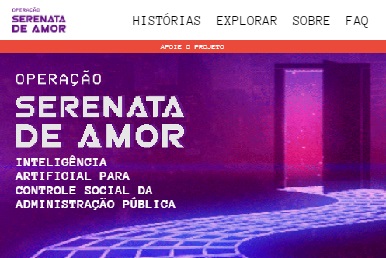 OPERAÇÃO
SERENATA
DE AMOR
HISTÓRIAS EXPLORAR SOBRE FAQ
APOIE O PROJETO
OPERAÇÃO
SERENATA
DE AMOR
INTELIGÊNCIA
ARTIFICIAL PARA
CONTROLE SOCIAL DA
ADMINISTRAÇÃO PÚBLICA